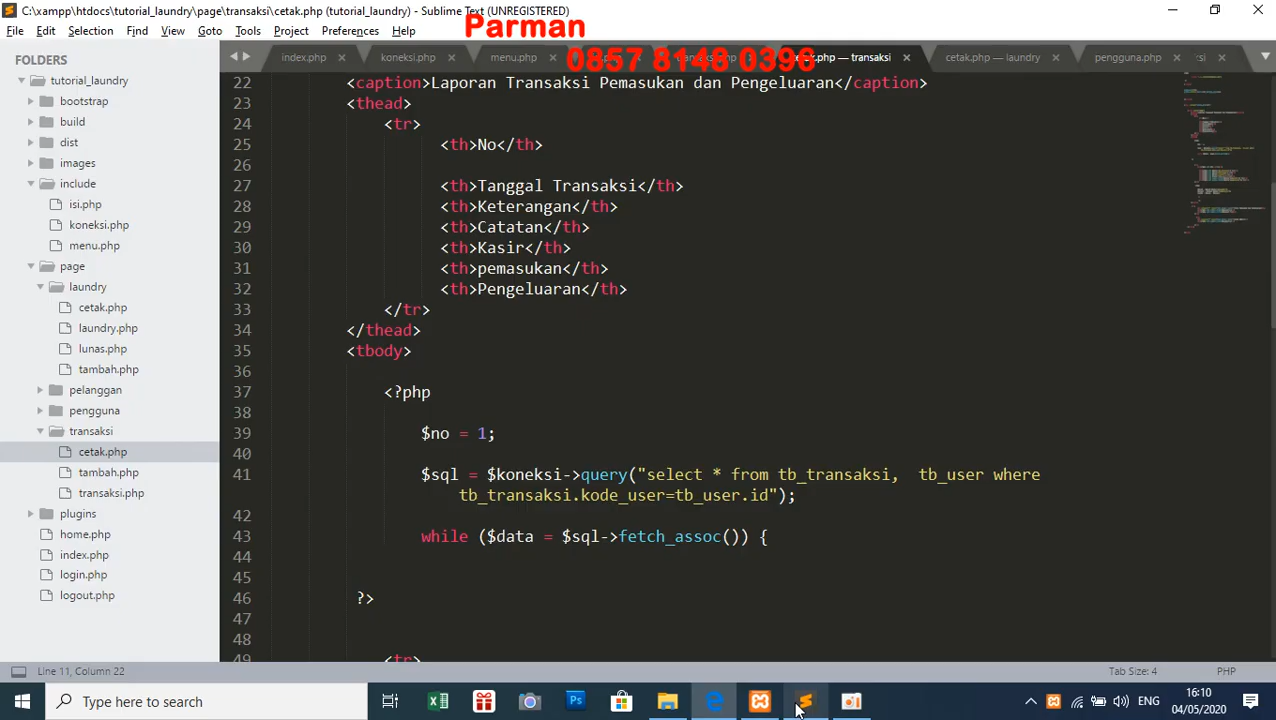 C:\xampp\htdocs\tutorial_laundry\page\transaksi\cetak.php (tutorial_laundry) - Sublime Text (UNREGISTERED)
Parman
0857 8148 0396
File Edit Selection Find View Goto Tools Project Preferences Help
FOLDERS
tutorial_laundry
bootstrap
build
dist
images
include
isi.php
koneksi.php
menu.php
page
laundry
cetak.php
laundry.php
lunas.php
tambah.php
pelanggan
pengguna
transaksi
cetak.php
tambah.php
transaksi.php
plugins
home.php
index.php
login.php
logout.php
index.php koneksi.php menu.php cetak.php — transaksi cetak.php — laundry pengguna.php
22 <caption>Laporan Transaksi Pemasukan dan Pengeluaran</caption>
23 <thead>
24 <tr>
25 <th>No</th>
26
27 <th>Tanggal Transaksi</th>
28 <th>Keterangan</th>
29 <th>Catatan</th>
30 <th>Kasir</th>
31 <th>pemasukan</th>
32 <th>Pengeluaran</th>
33 </tr>
34 </thead>
35 <tbody>
36
37 <?php
38
39 $no = 1;
40
41 $sql = $koneksi->query("select * from tb_transaksi, tb_user where
tb_transaksi.kode_user=tb_user.id");
42
43 while ($data = $sql->fetch_assoc()) {
44
45
46 ?>
47
48
49 <tr>
Line 11, Column 22 Tab Size: 4 PHP
Type here to search
ENG
16:10
04/05/2020